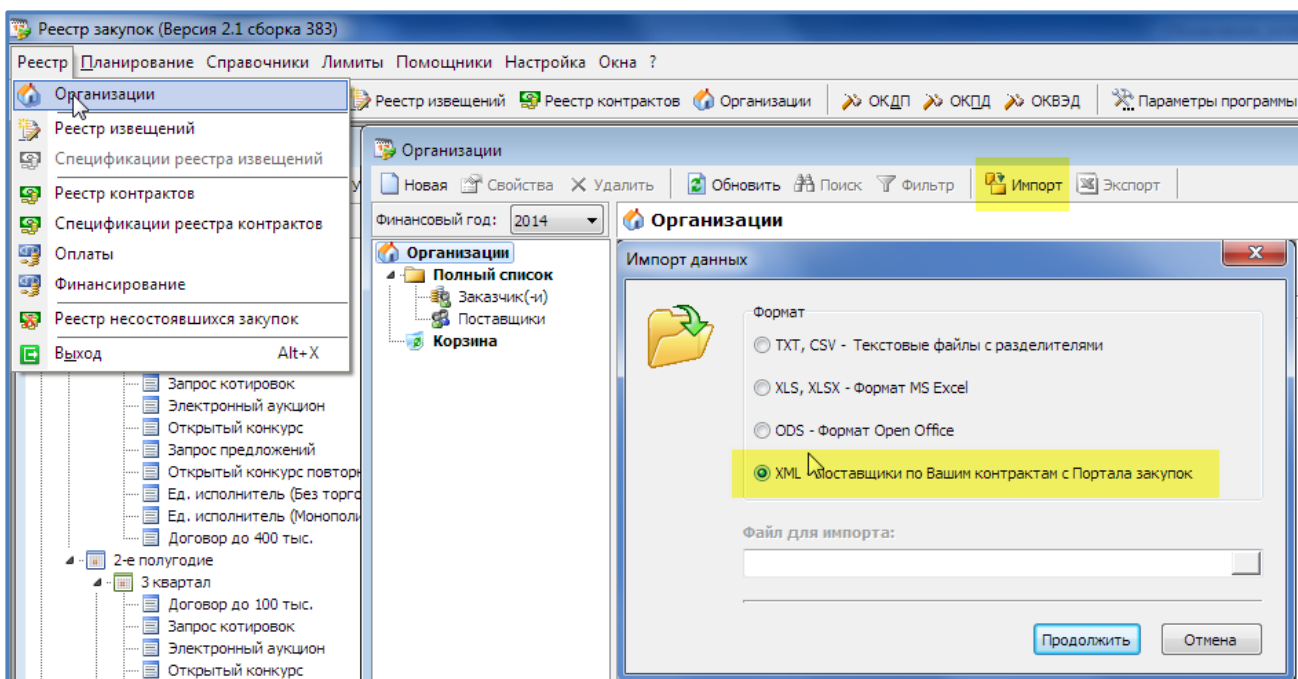 Реестр закупок (Версия 2.1 сборка 383)
Реестр Планирование Справочники Лимиты Помощники Настройка Окна ?
Реестр извещений Реестр контрактов Организации ОКДП ОКПД ОКВЭД Параметры программы
Организации
Реестр извещений
Спецификации реестра извещений
Реестр контрактов
Спецификации реестра контрактов
Оплаты
Финансирование
Реестр несостоявшихся закупок
Выход Alt+X
Запрос котировок
Электронный аукцион
Открытый конкурс
Запрос предложений
Открытый конкурс
Ед. исполнитель (Без
Ед. исполнитель
Договор до 400 тыс.
2-е полугодие
3 квартал
Договор до 100 тыс.
Запрос котировок
Электронный аукцион
Открытый конкурс
Организации
Новая Свойства Удалить Обновить Поиск Фильтр Импорт Экспорт
Финансовый год: 2014
Организации
Организации
Полный список
Заказчик(-и)
Поставщики
Корзина
Импорт данных
Формат
TXT, CSV - Текстовые файлы с разделителями
XLS, XLSX - Формат MS Excel
ODS - Формат Open Office
XML - Поставщики по Вашим контрактам с Портала закупок
Файл для импорта:
Продолжить Отмена